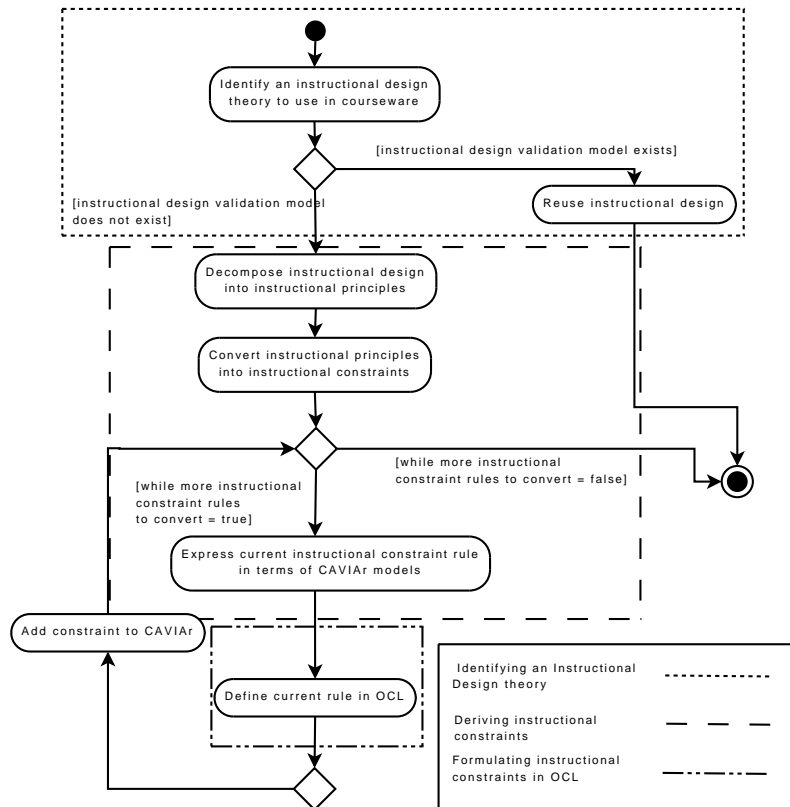 Identify an instructional design
theory to use in courseware
[instructional design validation model exists]
[instructional design validation model
does not exist]
Reuse instructional design
Decompose instructional design
into instructional principles
Convert instructional principles
into instructional constraints
[while more instructional
constraint rules to convert = false]
[while more instructional
constraint rules
to convert = true]
Express current instructional constraint rule
in terms of CAVIAr models
Add constraint to CAVIAr
Define current rule in OCL
Identifying an Instructional
Design theory
Deriving instructional
constraints
Formulating instructional
constraints in OCL